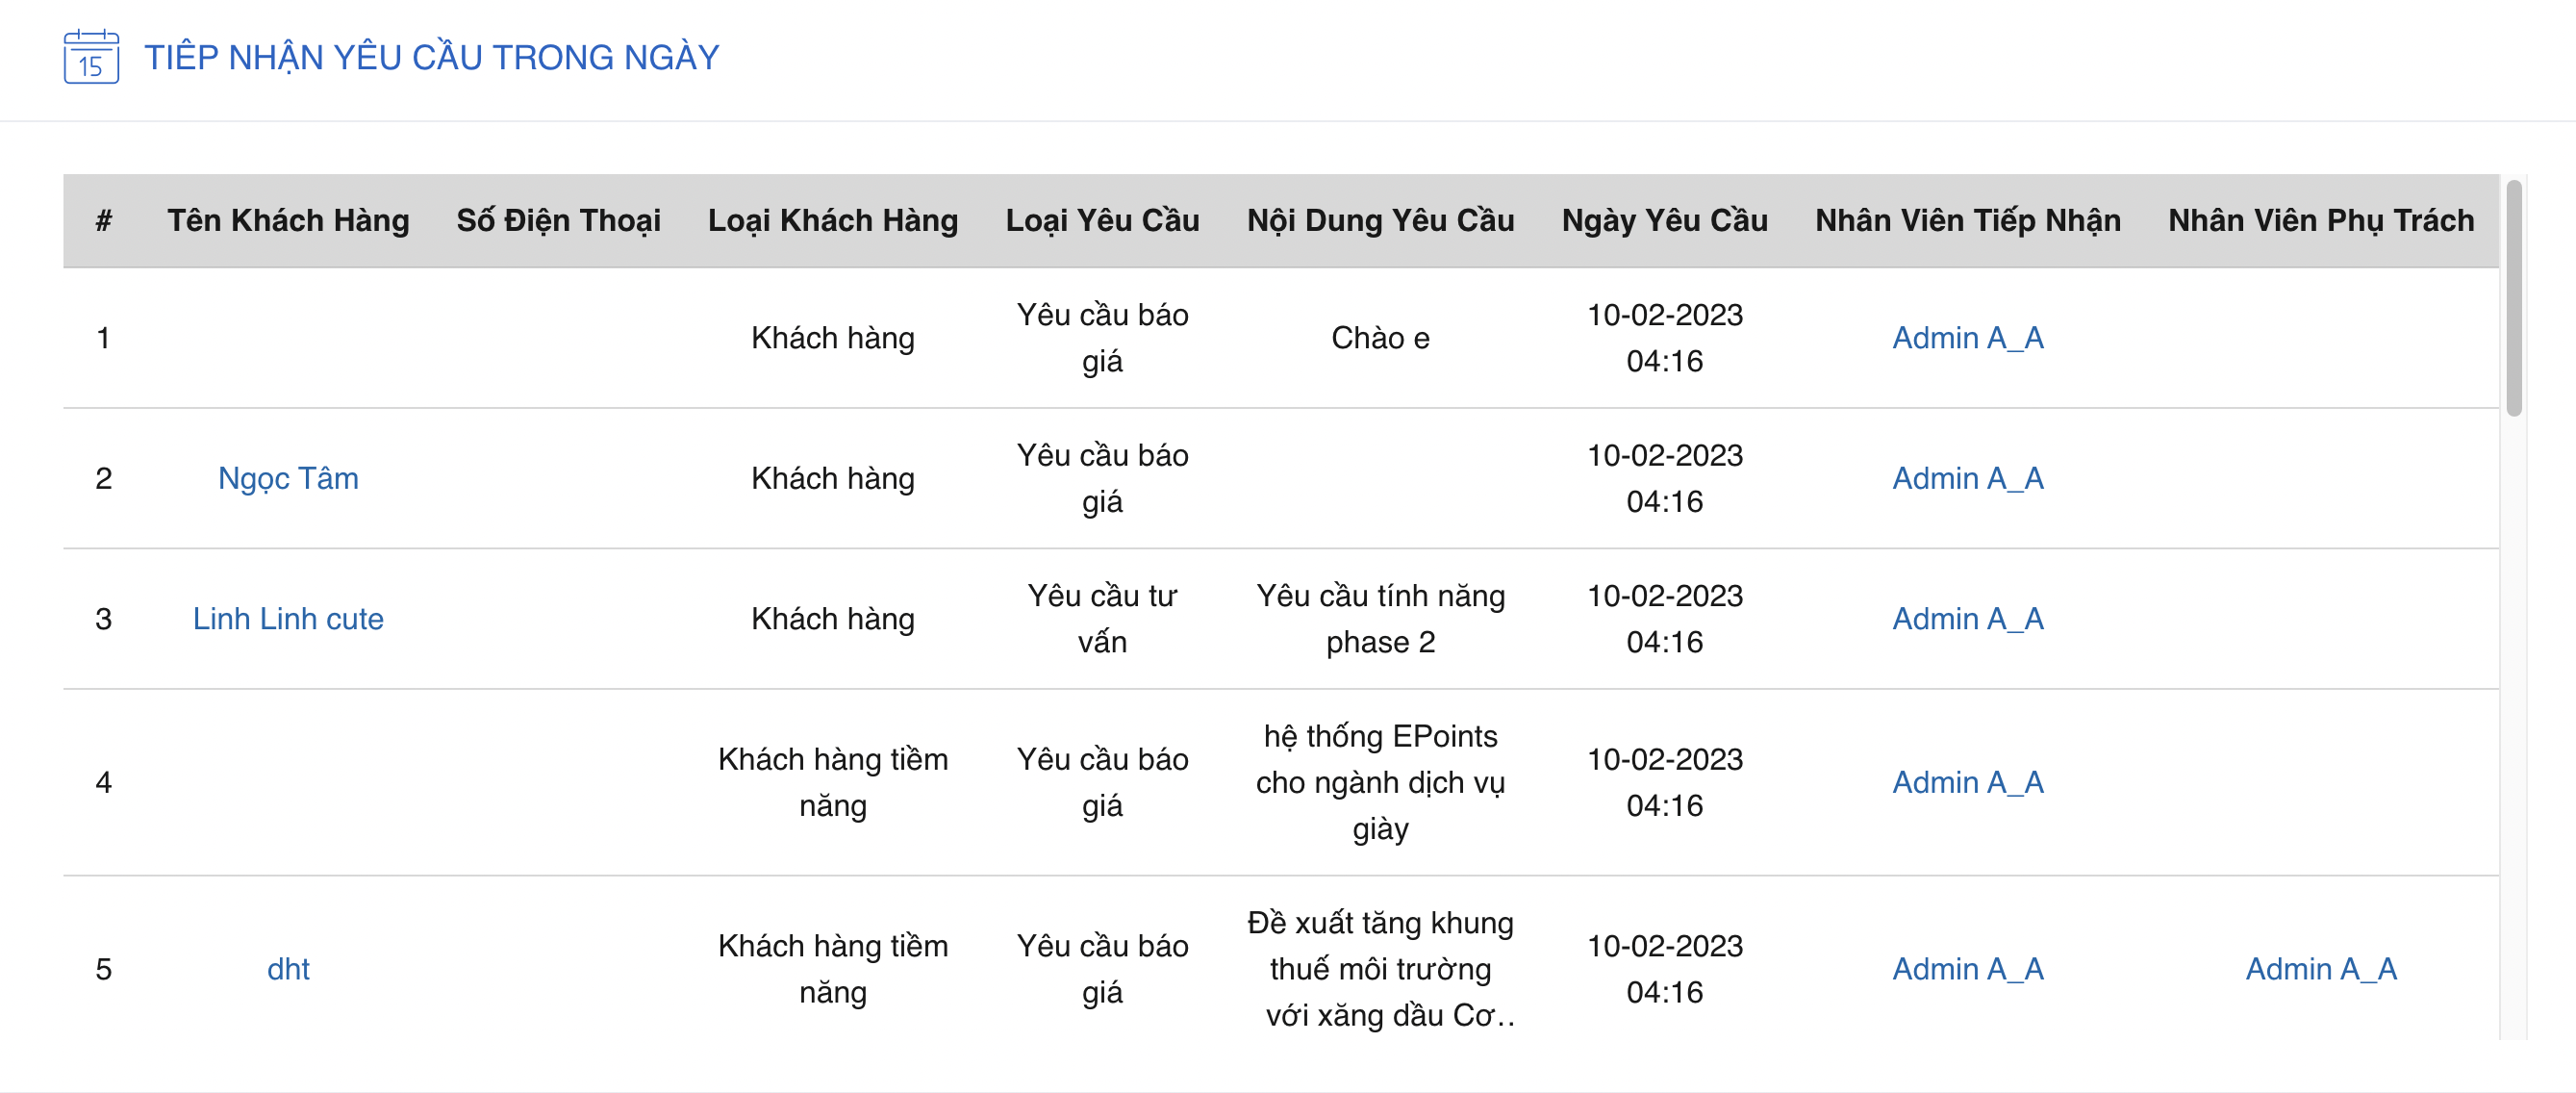 15
TIẾP NHẬN YÊU CẦU TRONG NGÀY
# Tên Khách Hàng Số Điện Thoại Loại Khách Hàng Loại Yêu Cầu Nội Dung Yêu Cầu Ngày Yêu Cầu Nhân Viên Tiếp Nhận Nhân Viên Phụ Trách
1 Khách hàng Yêu cầu báo giá Chào e 10-02-2023 04:16 Admin A_A
2 Ngọc Tâm Khách hàng Yêu cầu báo giá 10-02-2023 04:16 Admin A_A
3 Linh Linh cute Khách hàng Yêu cầu tư vấn Yêu cầu tính năng phase 2 10-02-2023 04:16 Admin A_A
4 Khách hàng tiềm năng Yêu cầu báo giá hệ thống EPoints cho ngành dịch vụ giày 10-02-2023 04:16 Admin A_A
5 dht Khách hàng tiềm năng Yêu cầu báo giá Đề xuất tăng khung thuế môi trường với xăng dầu Cơ.. 10-02-2023 04:16 Admin A_A Admin A_A